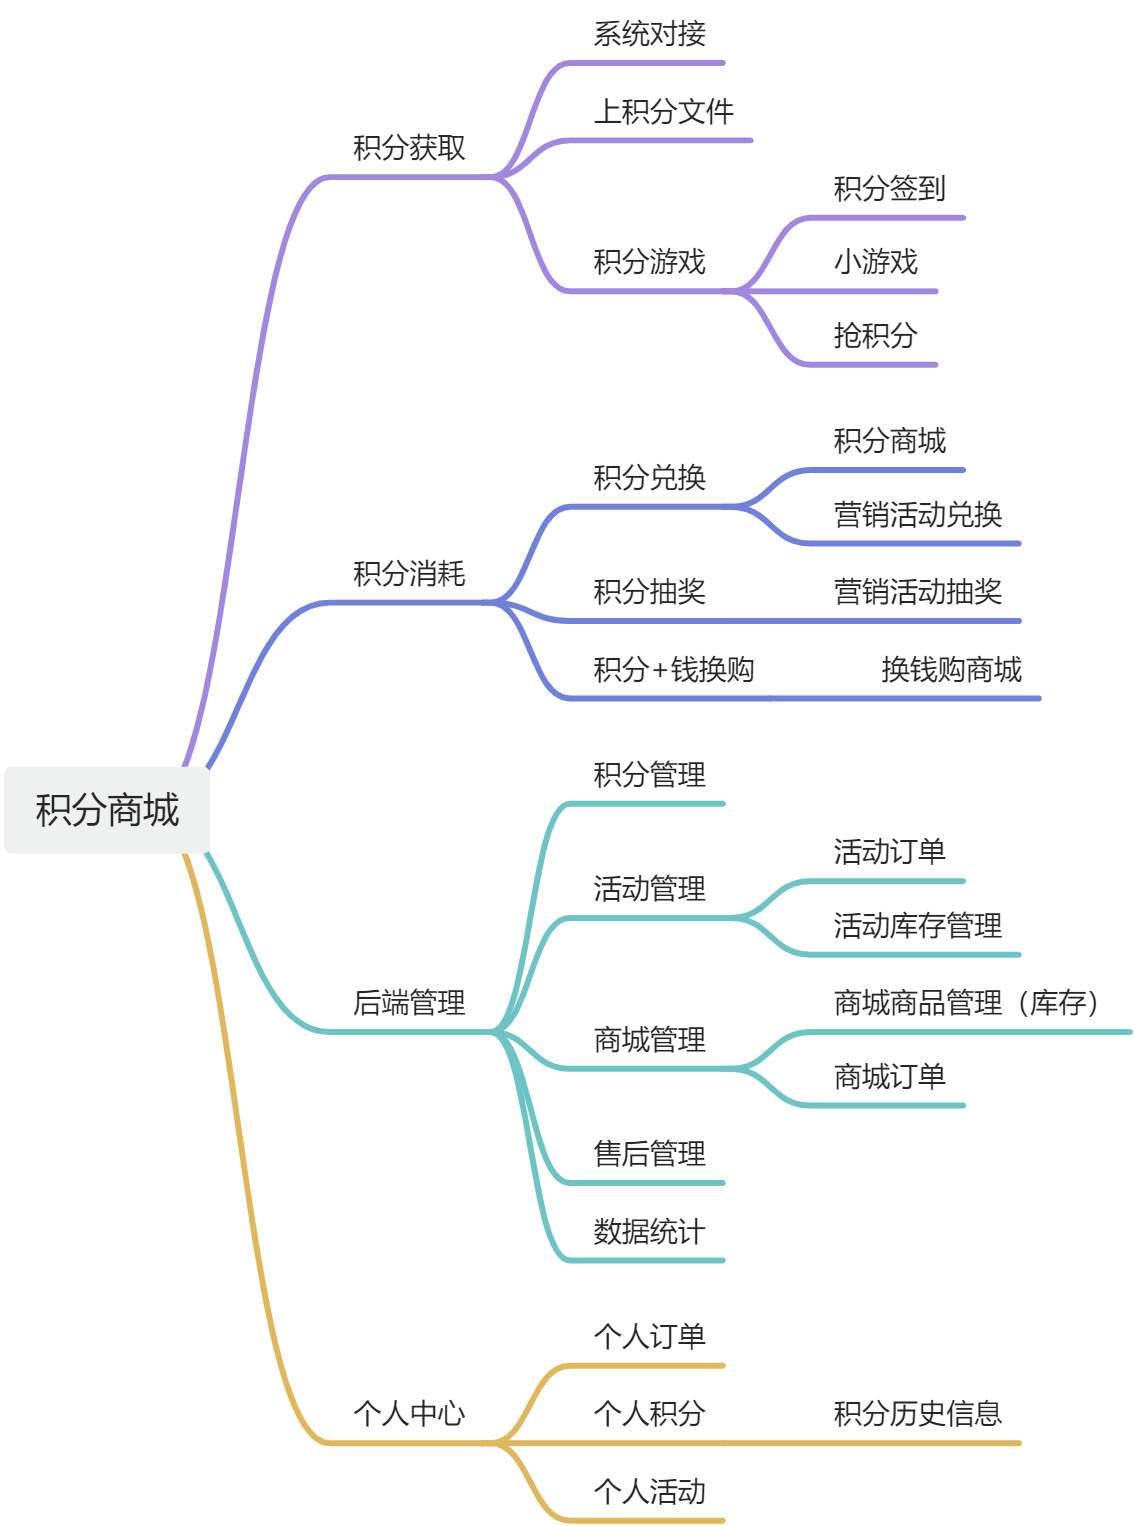 积分商城
积分获取
系统对接
上积分文件
积分游戏
积分签到
小游戏
抢积分
积分消耗
积分兑换
积分商城
营销活动兑换
积分抽奖
营销活动抽奖
积分+钱换购
换钱购商城
后端管理
积分管理
活动管理
活动订单
活动库存管理
商城管理
商城商品管理（库存）
商城订单
售后管理
数据统计
个人中心
个人订单
个人积分
积分历史信息
个人活动